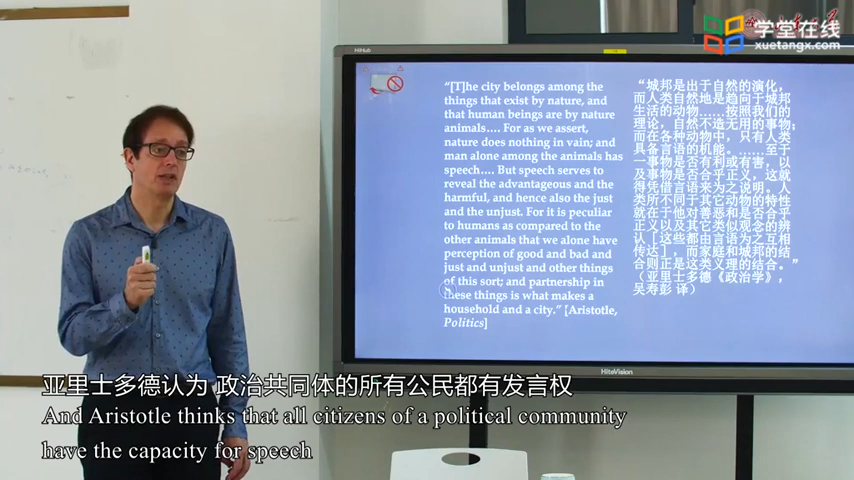 学堂在线
xuetangx.com
HiHub
“[T]he city belongs among the
things that exist by nature, and
that human beings are by nature
animals…. For as we assert,
nature does nothing in vain; and
man alone among the animals has
speech…. But speech serves to
reveal the advantageous and the
harmful, and hence also the just
and the unjust. For it is peculiar
to humans as compared to the
other animals that we alone have
perception of good and bad and
just and unjust and other things
of this sort; and partnership in
these things is what makes a
household and a city.” [Aristotle,
Politics]
“城邦是出于自然的演化，
而人类自然地是趋向于城邦
生活的动物……按照我们的
理论，自然不造无用的事物；
而在各种动物中，只有人类
具备言语的机能。……至于
一事物是否有利或有害，以
及事物是否合乎正义，这就
得凭借言语来为之说明。人
类所不同于其它动物的特性
就在于他对善恶和是否合乎
正义以及其它类似观念的辨
认［这些都由言语为之互相
传达］，而家庭和城邦的结
合则正是这类义理的结合。”
（亚里士多德《政治学》，
吴寿彭 译）
HiteVision
亚里士多德认为 政治共同体的所有公民都有发言权
And Aristotle thinks that all citizens of a political community
have the capacity for speech